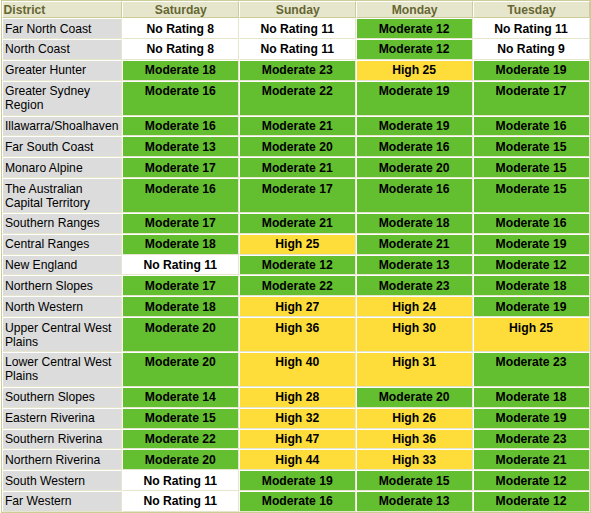 District Saturday Sunday Monday Tuesday
Far North Coast No Rating 8 No Rating 11 Moderate 12 No Rating 11
North Coast No Rating 8 No Rating 11 Moderate 12 No Rating 9
Greater Hunter Moderate 18 Moderate 23 High 25 Moderate 19
Greater Sydney Moderate 16 Moderate 22 Moderate 19 Moderate 17
Region
Illawarra/Shoalhaven Moderate 16 Moderate 21 Moderate 19 Moderate 16
Far South Coast Moderate 13 Moderate 20 Moderate 16 Moderate 15
Monaro Alpine Moderate 17 Moderate 21 Moderate 20 Moderate 15
The Australian Moderate 16 Moderate 17 Moderate 16 Moderate 15
Capital Territory
Southern Ranges Moderate 17 Moderate 21 Moderate 18 Moderate 16
Central Ranges Moderate 18 High 25 Moderate 21 Moderate 19
New England No Rating 11 Moderate 12 Moderate 13 Moderate 12
Northern Slopes Moderate 17 Moderate 22 Moderate 23 Moderate 18
North Western Moderate 18 High 27 High 24 Moderate 19
Upper Central West Moderate 20 High 36 High 30 High 25
Plains
Lower Central West Moderate 20 High 40 High 31 Moderate 23
Plains
Southern Slopes Moderate 14 High 28 Moderate 20 Moderate 18
Eastern Riverina Moderate 15 High 32 High 26 Moderate 19
Southern Riverina Moderate 22 High 47 High 36 Moderate 23
Northern Riverina Moderate 20 High 44 High 33 Moderate 21
South Western No Rating 11 Moderate 19 Moderate 15 Moderate 12
Far Western No Rating 11 Moderate 16 Moderate 13 Moderate 12